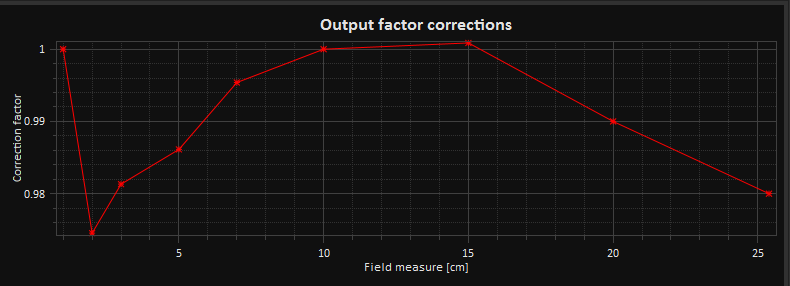 Output factor corrections
Correction factor
1
0.99
0.98
5 10 15 20 25
Field measure [cm]